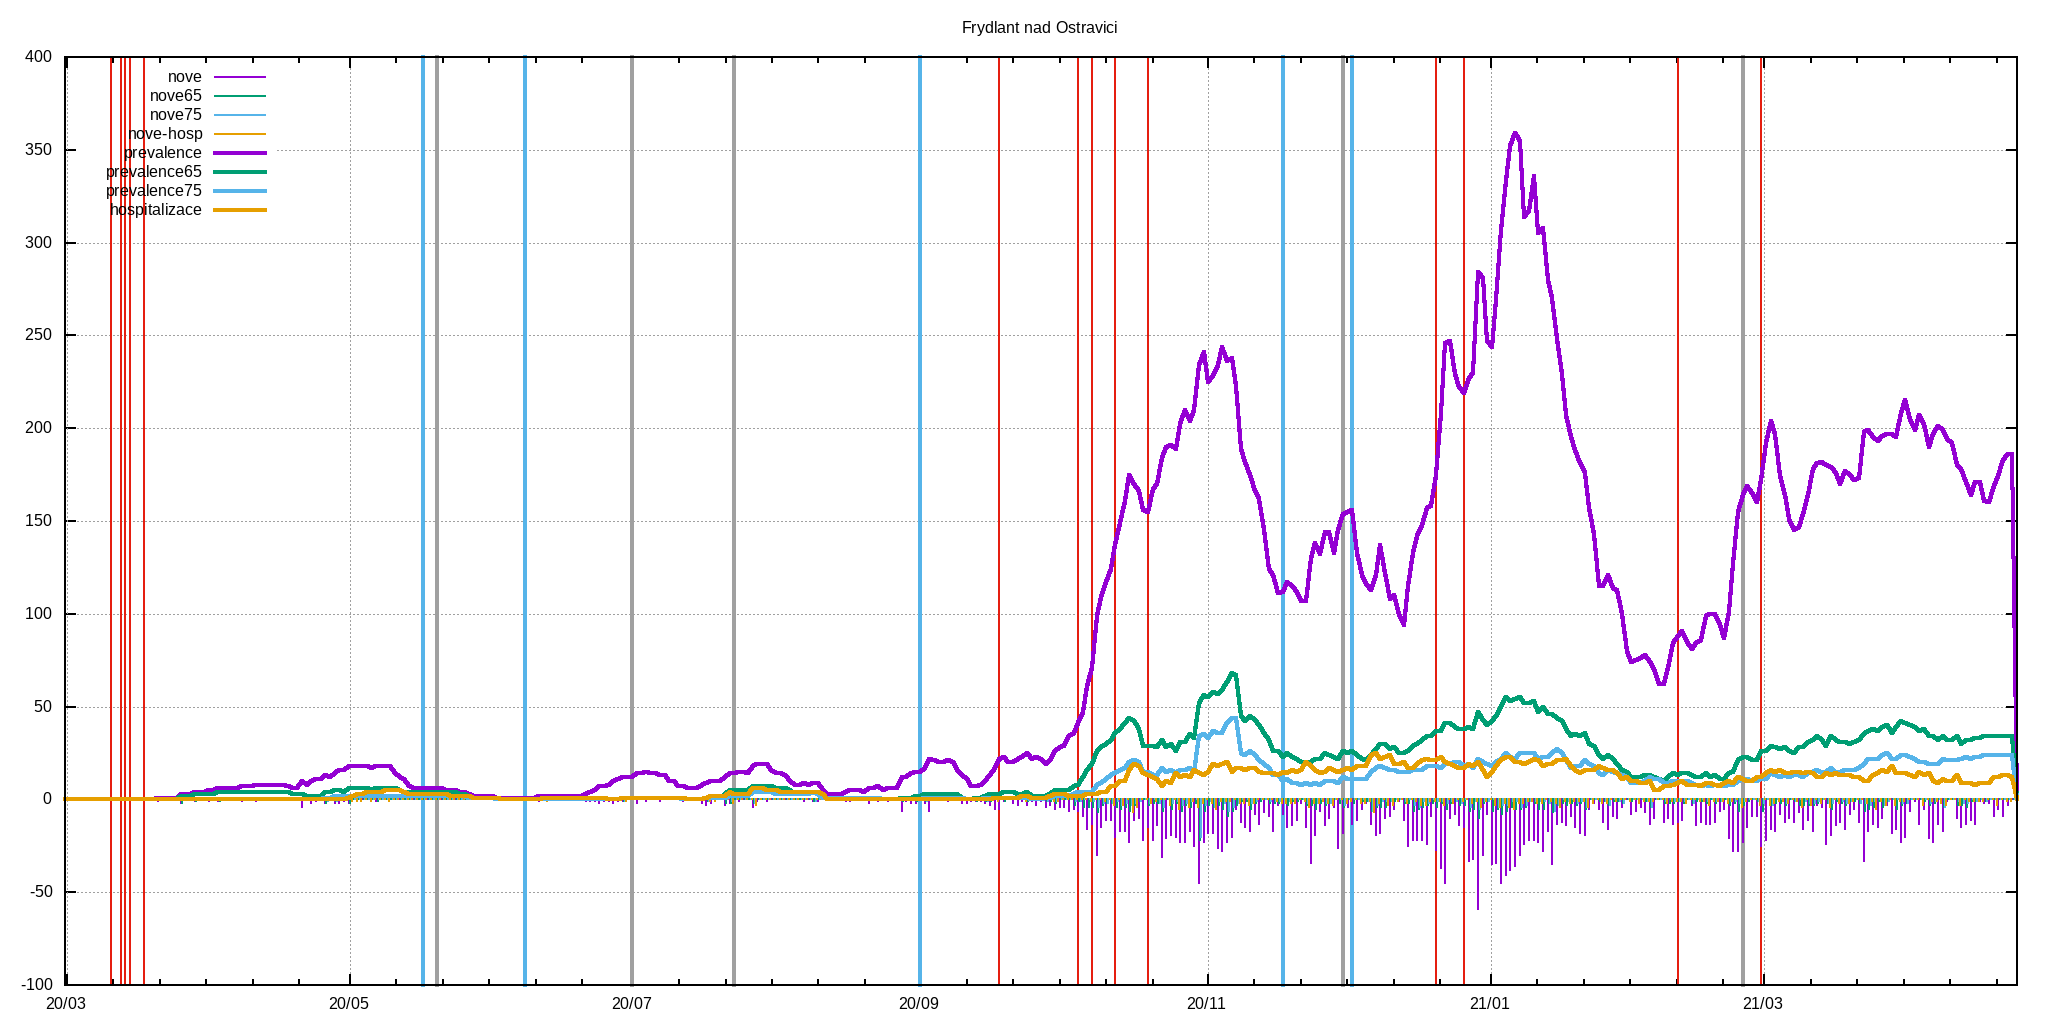 Frydlant nad Ostravici
400
350
300
250
200
150
100
50
0
-50
-100
nove
nove65
nove75
nove-hosp
prevalence
prevalence65
prevalence75
hospitalizace
20/03 20/05 20/07 20/09 20/11 21/01 21/03